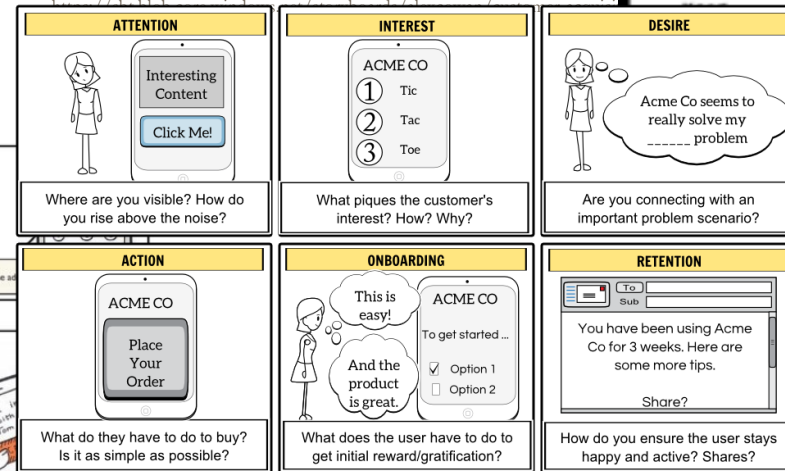 ATTENTION
Interesting
Content
Click Me!
Where are you visible? How do
you rise above the noise?
INTEREST
ACME CO
1 Tic
2 Tac
3 Toe
What piques the customer's
interest? How? Why?
DESIRE
Acme Co seems to
really solve my
______ problem
Are you connecting with an
important problem scenario?
ACTION
ACME CO
Place
Your
Order
What do they have to do to buy?
Is it as simple as possible?
ONBOARDING
This is
easy!
And the
product
is great.
ACME CO
To get started ...
Option 1
Option 2
What does the user have to do to
get initial reward/gratification?
RETENTION
To
Sub
You have been using Acme
Co for 3 weeks. Here are
some more tips.
Share?
How do you ensure the user stays
happy and active? Shares?